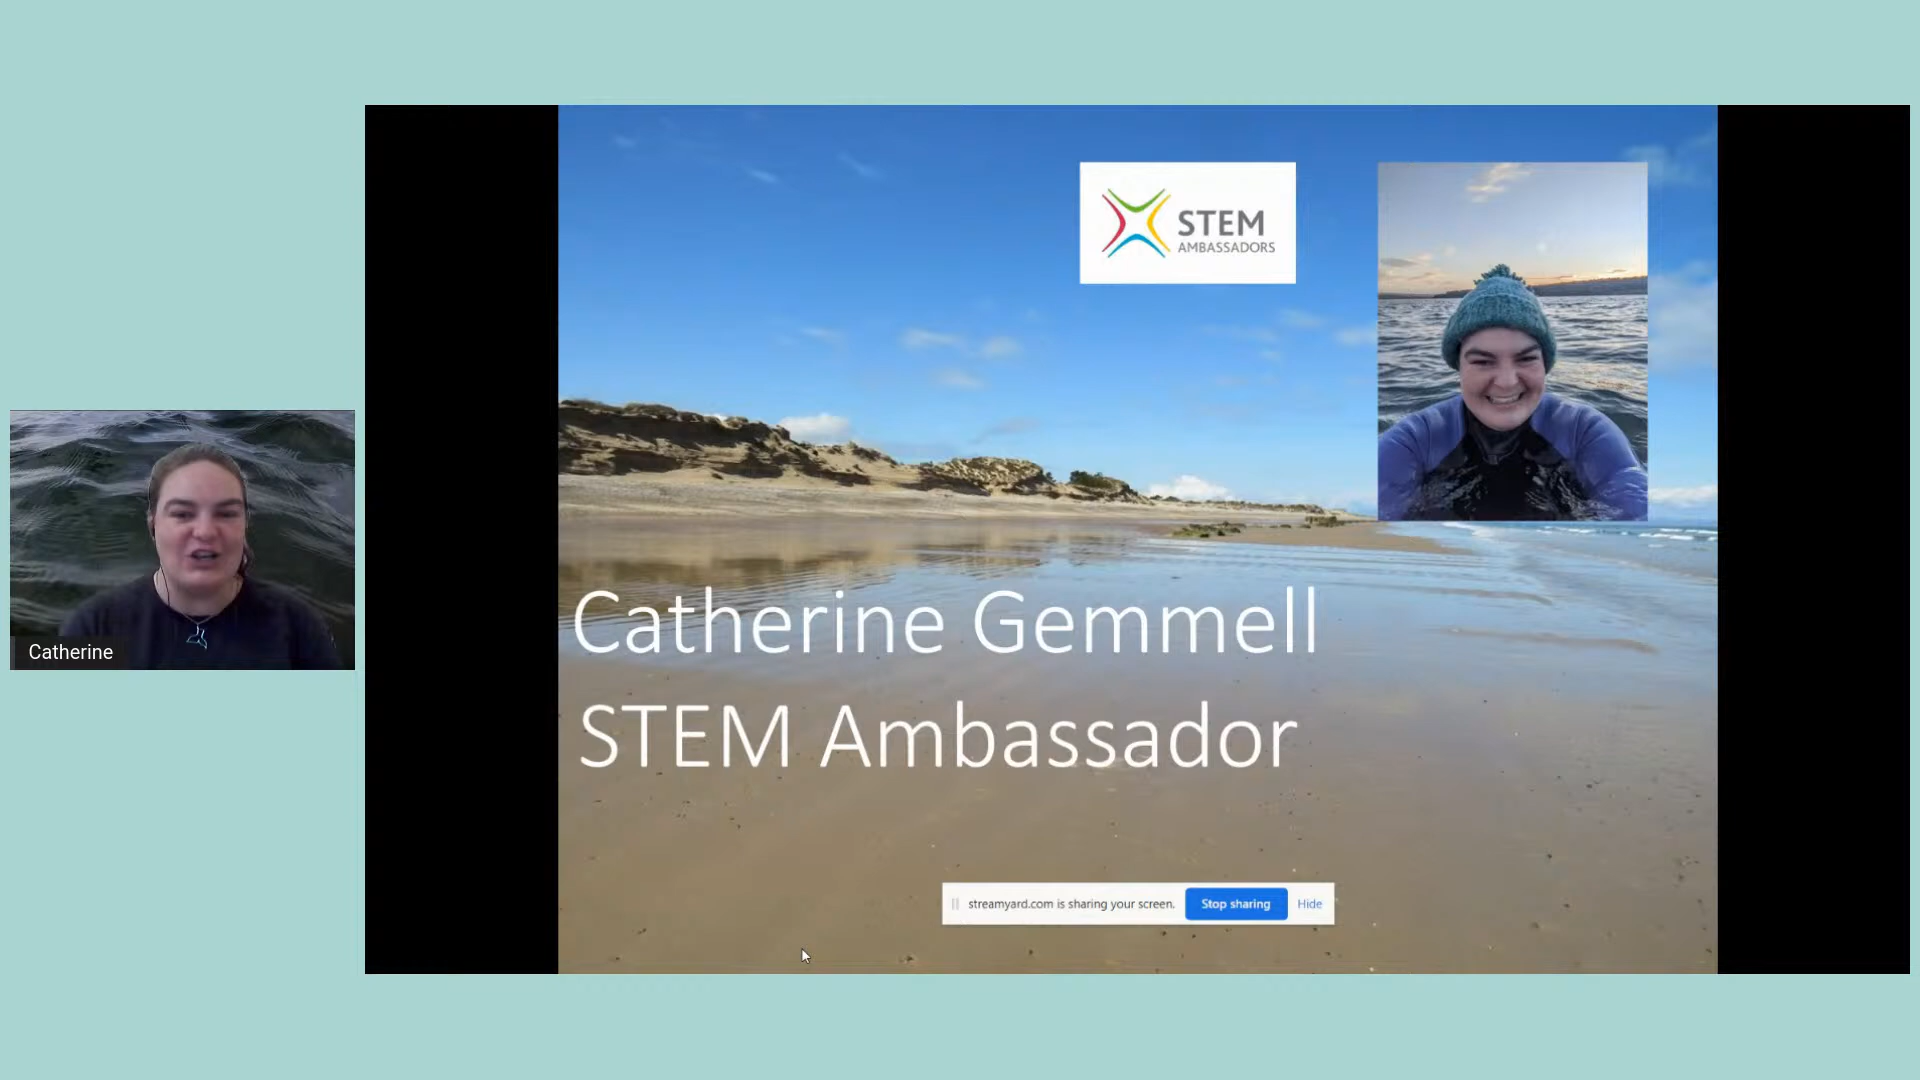 STEM
AMBASSADORS
Catherine Gemmell
STEM Ambassador
Catherine
streamyard.com is sharing your screen. Stop sharing Hide